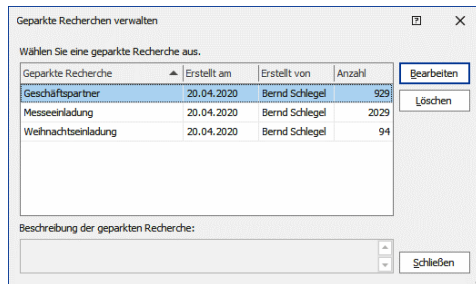 Geparkte Recherchen verwalten
Wählen Sie eine geparkte Recherche aus.
Geparkte Recherche Erstellt am Erstellt von Anzahl
Geschäftspartner 20.04.2020 Bernd Schlegel 929
Messeeinladung 20.04.2020 Bernd Schlegel 2029
Weihnachtseinladung 20.04.2020 Bernd Schlegel 94
Bearbeiten
Löschen
Beschreibung der geparkten Recherche:
Schließen